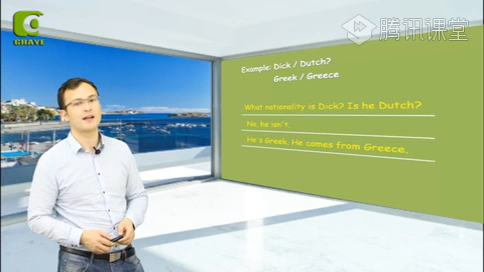 GHAYE
腾讯课堂
Example: Dick / Dutch?
Greek / Greece
What nationality is Dick? Is he Dutch?
No, he isn't.
He's Greek. He comes from Greece.